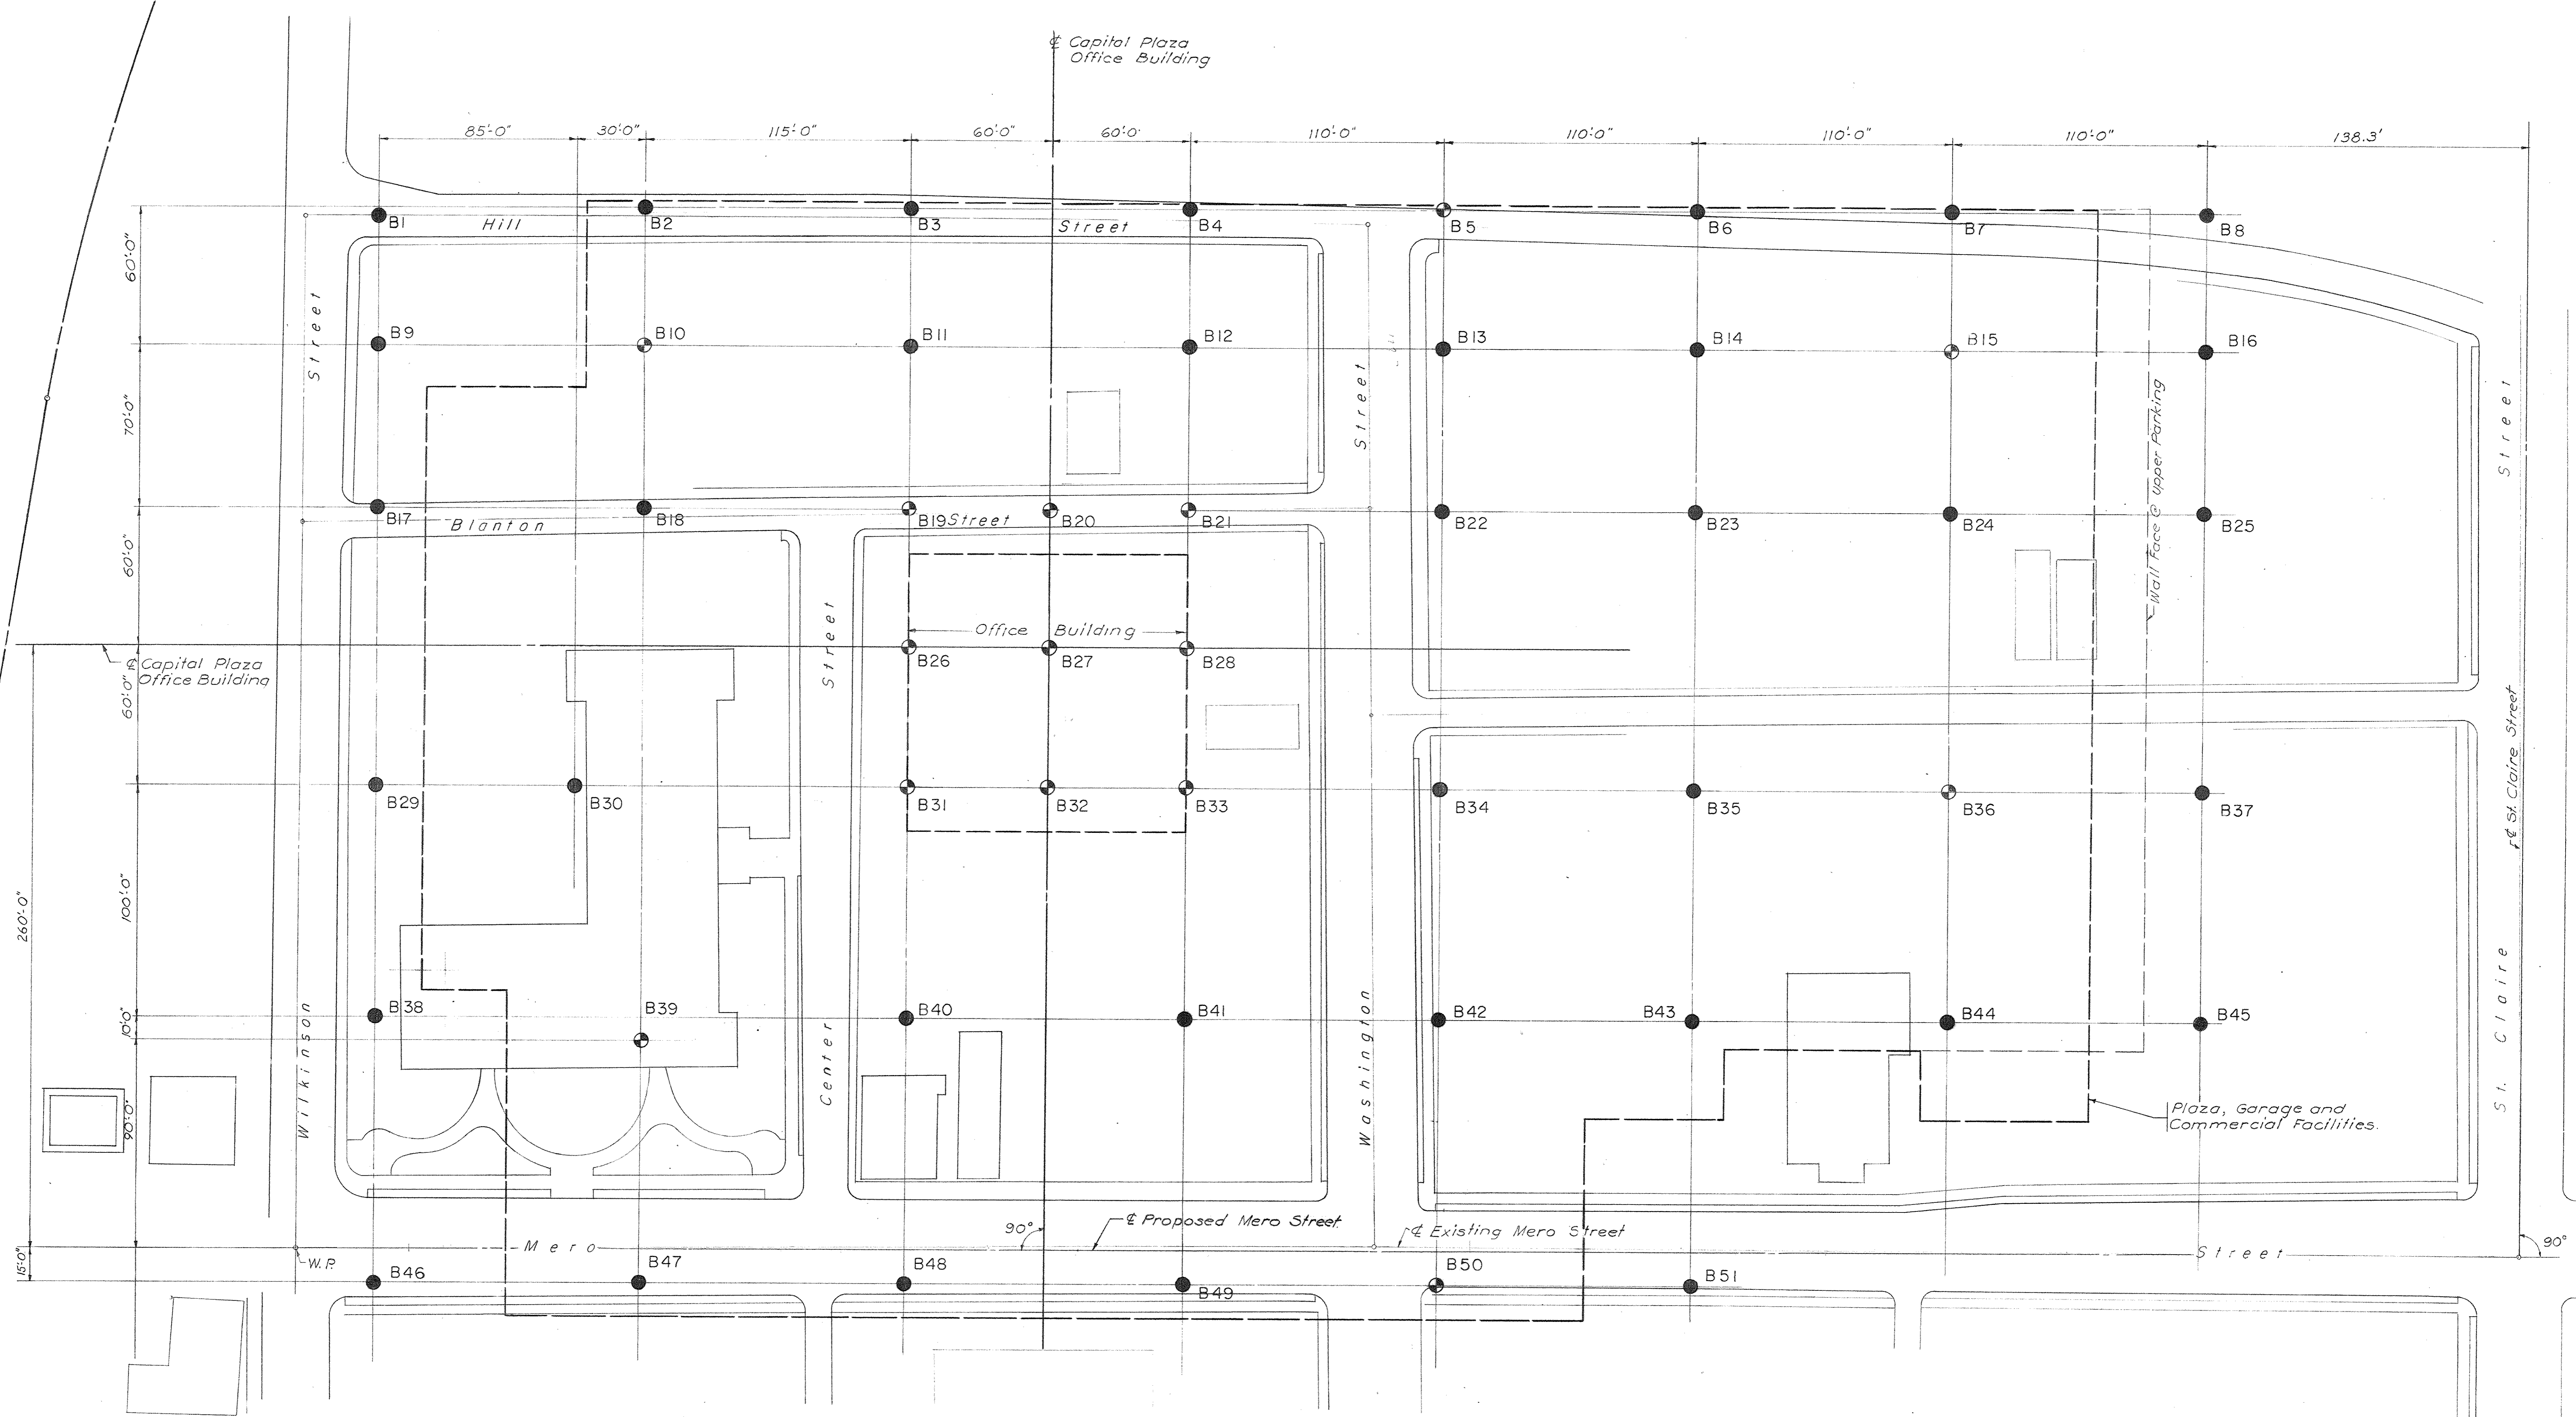 ℄ Capital Plaza
Office Building
85'-0" 30'-0" 115'-0" 60'-0" 60'-0 110'-0" 110'-0" 110'-0" 110'-0" 138.3'
B1 Hill B2 B3 Street B4 B5 B6 B7 B8
60'-0"
Street
B9 B10 B11 B12 B13 B14 B15 B16
70'-0"
Street
Wall Face @ Upper Parking
Street
B17 Blanton B18 B19 Street B20 B21 B22 B23 B24 B25
60'-0"
Street
Office Building
B26 B27 B28
℄ Capital Plaza
Office Building
60'-0"
℄ St. Claire Street
B29 B30 B31 B32 B33 B34 B35 B36 B37
100'-0"
260'-0"
B38 B39 B40 B41 B42 B43 B44 B45
10'-0"
Wilkinson
Center
Washington
St. Claire
90'-0"
Plaza, Garage and
Commercial Facilities.
90° ℄ Proposed Mero Street. ℄ Existing Mero Street
Mero Street 90°
W.P.
15'-0"
B46 B47 B48 B49 B50 B51